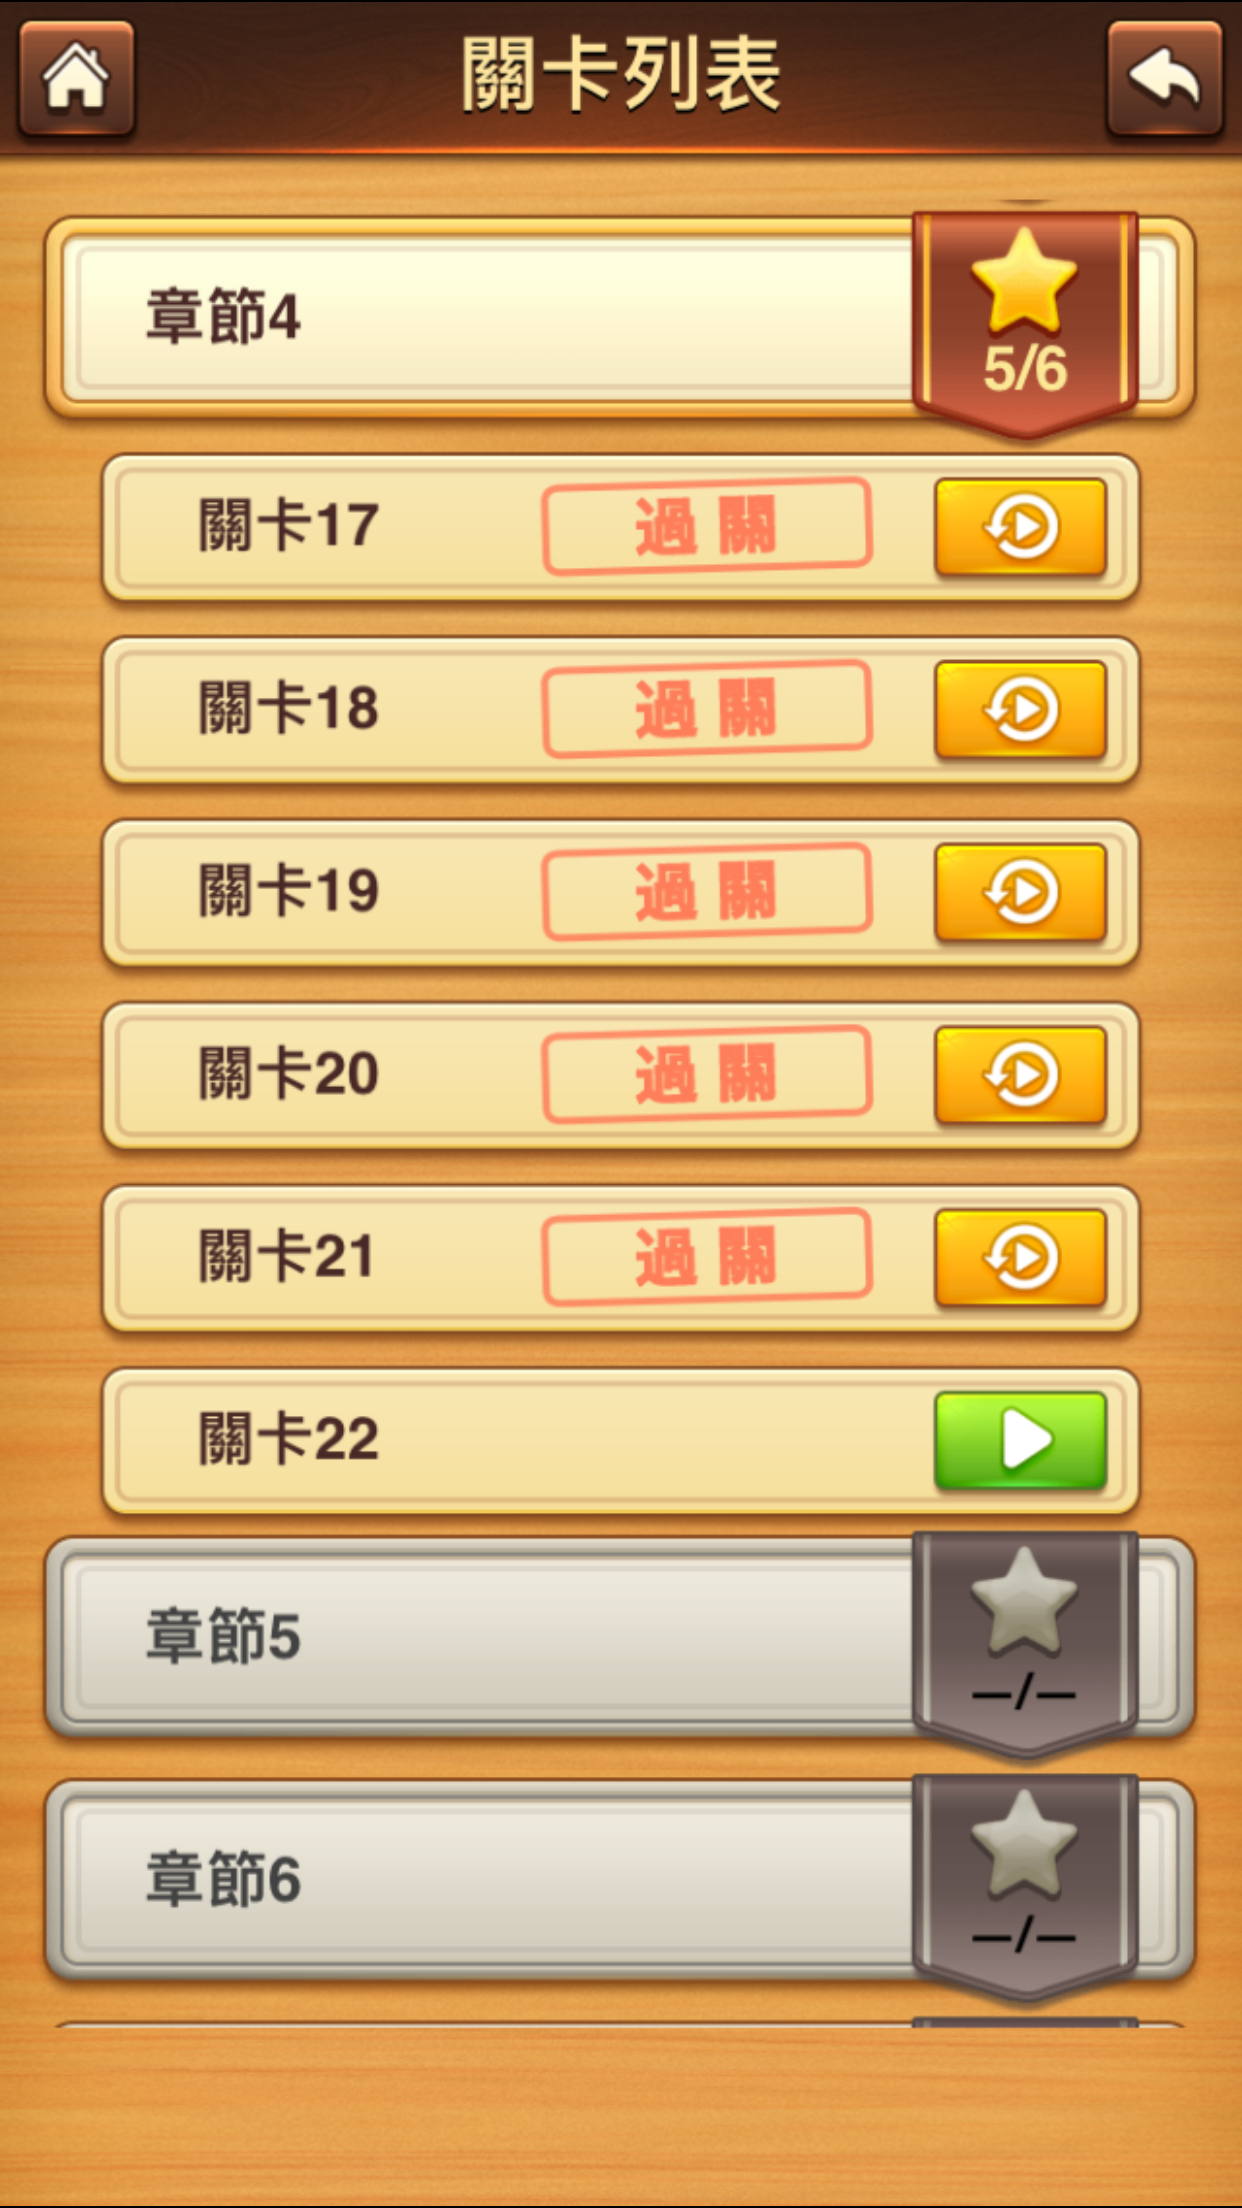 關卡列表
章節4
5/6
關卡17 過關
關卡18 過關
關卡19 過關
關卡20 過關
關卡21 過關
關卡22
章節5
—/—
章節6
—/—